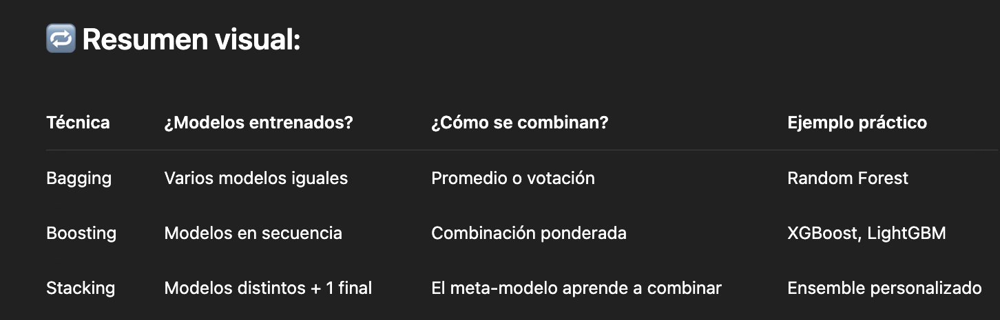 🔁 Resumen visual:
Técnica ¿Modelos entrenados? ¿Cómo se combinan? Ejemplo práctico
Bagging Varios modelos iguales Promedio o votación Random Forest
Boosting Modelos en secuencia Combinación ponderada XGBoost, LightGBM
Stacking Modelos distintos + 1 final El meta-modelo aprende a combinar Ensemble personalizado